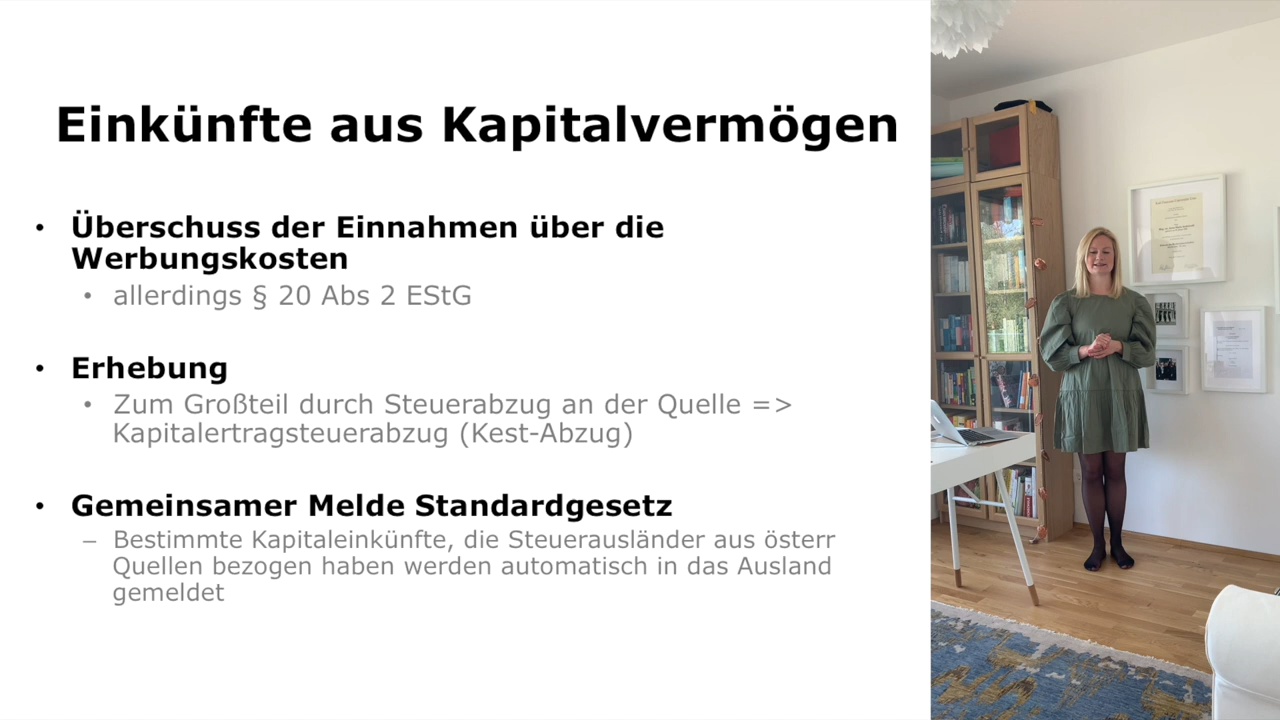 Einkünfte aus Kapitalvermögen
• Überschuss der Einnahmen über die
Werbungskosten
• allerdings § 20 Abs 2 EStG
• Erhebung
• Zum Großteil durch Steuerabzug an der Quelle =>
Kapitalertragsteuerabzug (Kest-Abzug)
• Gemeinsamer Melde Standardgesetz
– Bestimmte Kapitaleinkünfte, die Steuerausländer aus österr
Quellen bezogen haben werden automatisch in das Ausland
gemeldet